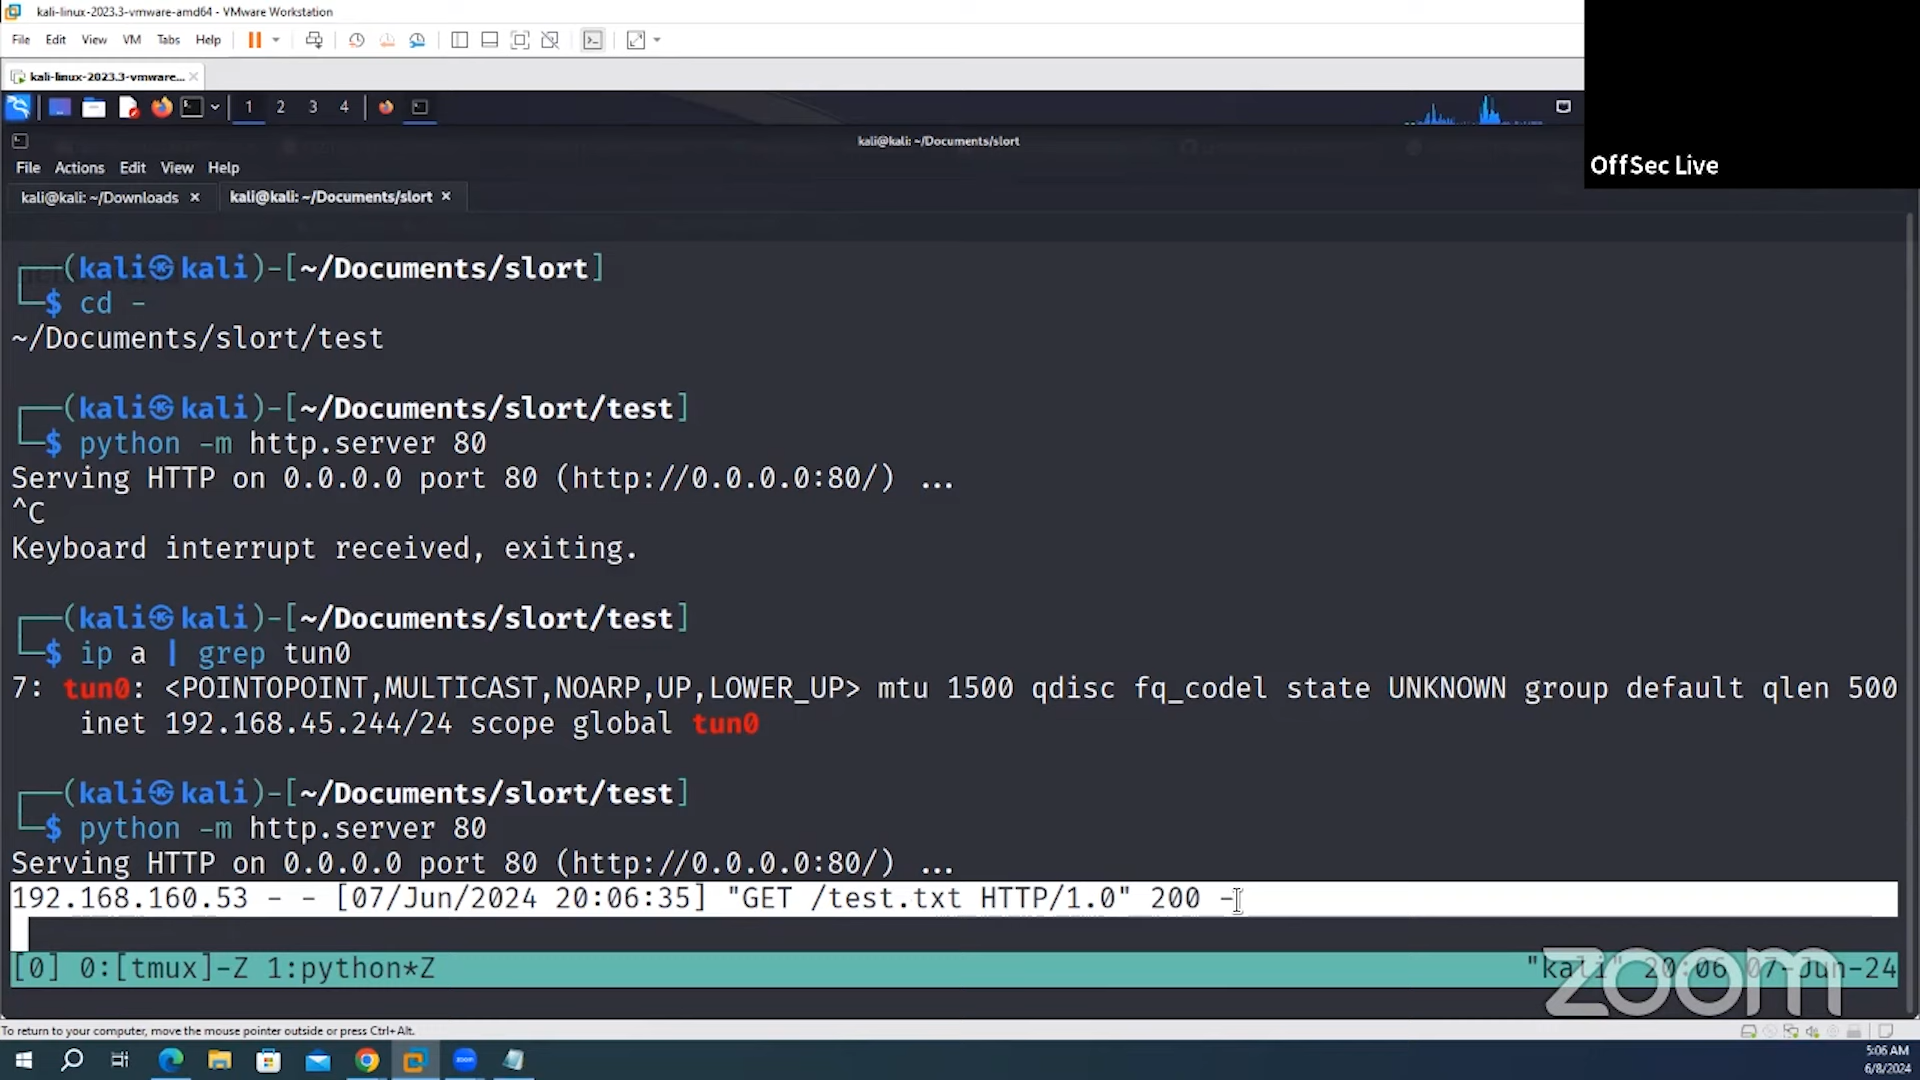 kali-linux-2023.3-vmware-amd64 - VMware Workstation
File Edit View VM Tabs Help
kali-linux-2023.3-vmware...
1 2 3 4
kali@kali: ~/Documents/slort
OffSec Live
File Actions Edit View Help
kali@kali: ~/Downloads × kali@kali: ~/Documents/slort ×
┌──(kali㉿kali)-[~/Documents/slort]
└─$ cd -
~/Documents/slort/test
┌──(kali㉿kali)-[~/Documents/slort/test]
└─$ python -m http.server 80
Serving HTTP on 0.0.0.0 port 80 (http://0.0.0.0:80/) ...
^C
Keyboard interrupt received, exiting.
┌──(kali㉿kali)-[~/Documents/slort/test]
└─$ ip a | grep tun0
7: tun0: <POINTOPOINT,MULTICAST,NOARP,UP,LOWER_UP> mtu 1500 qdisc fq_codel state UNKNOWN group default qlen 500
inet 192.168.45.244/24 scope global tun0
┌──(kali㉿kali)-[~/Documents/slort/test]
└─$ python -m http.server 80
Serving HTTP on 0.0.0.0 port 80 (http://0.0.0.0:80/) ...
192.168.160.53 - - [07/Jun/2024 20:06:35] "GET /test.txt HTTP/1.0" 200 -
[0] 0:[tmux]-Z 1:python*Z "kali" 20:06 07-Jun-24
zoom
To return to your computer, move the mouse pointer outside or press Ctrl+Alt.
zoom
5:06 AM
6/8/2024